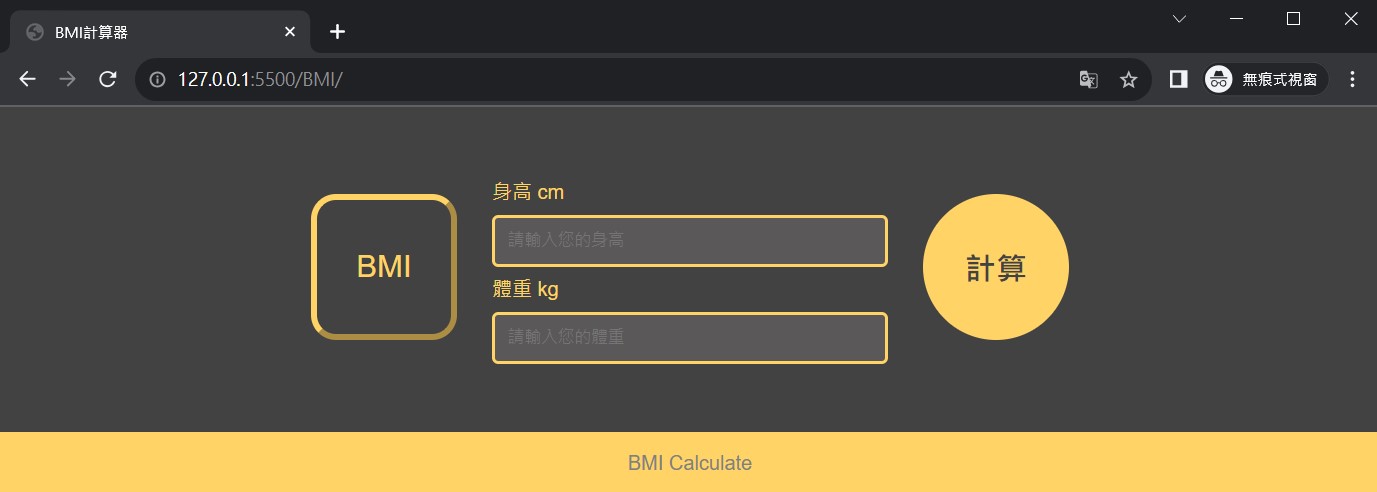 BMI計算器
127.0.0.1:5500/BMI/
無痕式視窗
BMI
身高 cm
請輸入您的身高
體重 kg
請輸入您的體重
計算
BMI Calculate